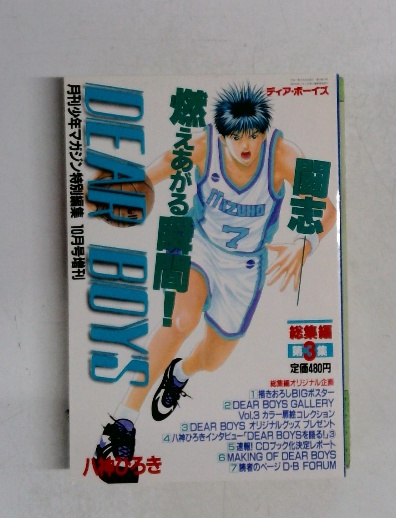 ディア・ボーイズ
月刊少年マガジン特別編集 10月号増刊
DEAR BOYS
燃えあがる瞬間!
闘志
MIZUHO
7
総集編
第3集
定価480円
総集編オリジナル企画
1 描きおろしBIGポスター
2 DEAR BOYS GALLERY
Vol.3 カラー扉絵コレクション
3 DEAR BOYS オリジナルグッズ プレゼント
4 八神ひろきインタビュー「DEAR BOYSを語る!」③
5 速報! CDブック化決定レポート
6 MAKING OF DEAR BOYS
7 読者のページ D・B FORUM
八神ひろき